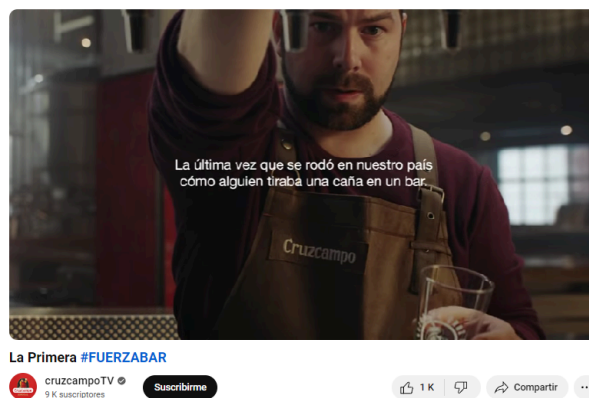 La última vez que se rodó en nuestro país
cómo alguien tiraba una caña en un bar.
Cruzcampo
La Primera #FUERZABAR
cruzcampoTV
9 K suscriptores
Suscribirme
1 K
Compartir